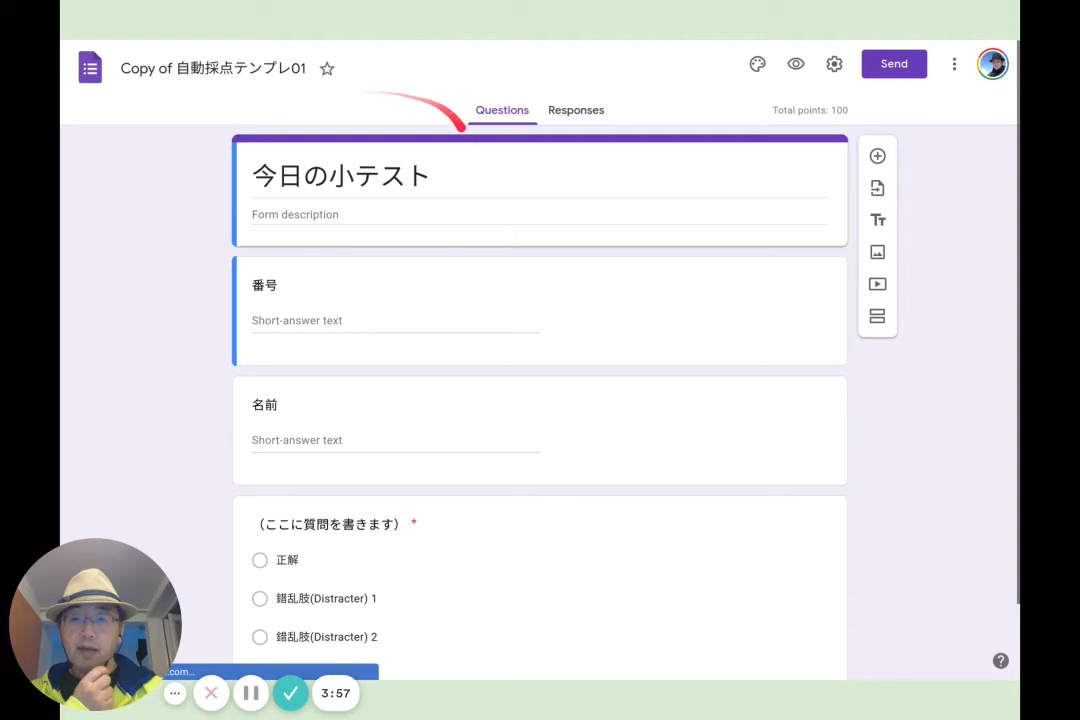 Copy of 自動採点テンプレ01
Send
Questions Responses
Total points: 100
今日の小テスト
Form description
番号
Short-answer text
名前
Short-answer text
（ここに質問を書きます） *
正解
錯乱肢(Distracter) 1
錯乱肢(Distracter) 2
.com...
3:57